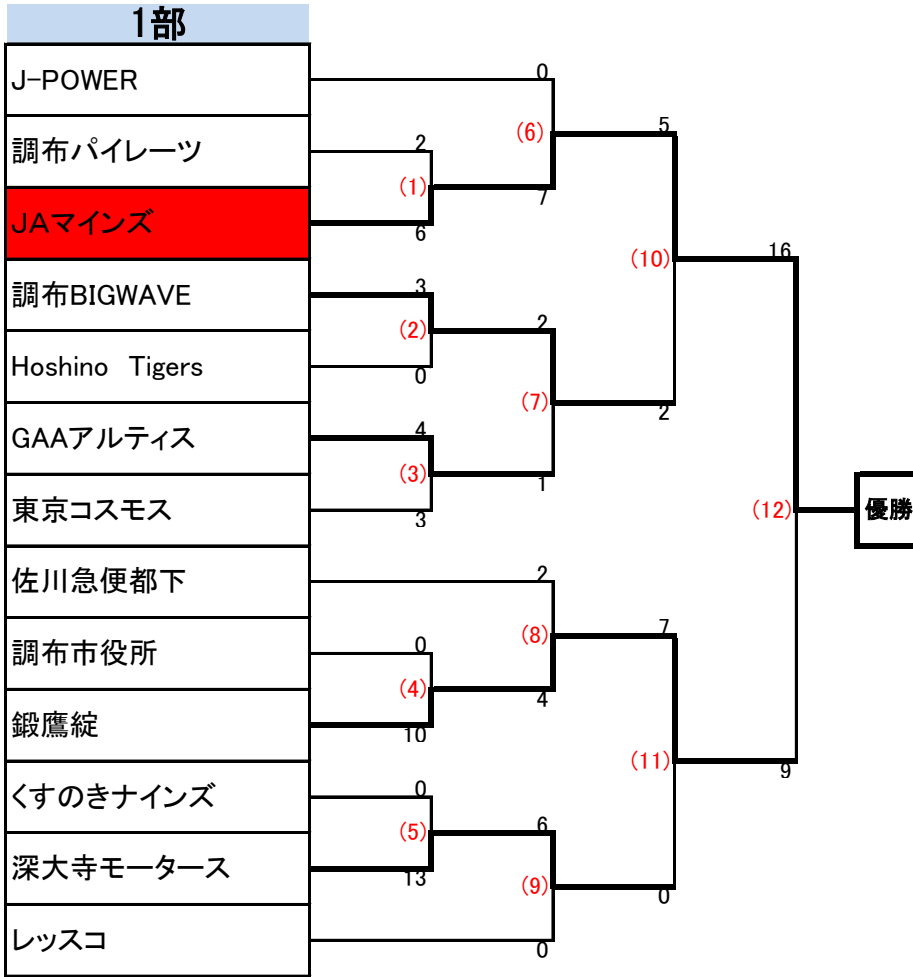 1部
J-POWER
0
5
(6)
調布パイレーツ
2
(1)
7
JAマインズ
6
16
(10)
調布BIGWAVE
3
(2)
2
Hoshino　Tigers
0
(7)
2
GAAアルティス
4
(3)
1
東京コスモス
3
(12)
優勝
佐川急便都下
2
7
(8)
調布市役所
0
(4)
4
鍛鷹綻
10
(11)
9
くすのきナインズ
0
(5)
6
深大寺モータース
13
(9)
0
レッスコ
0